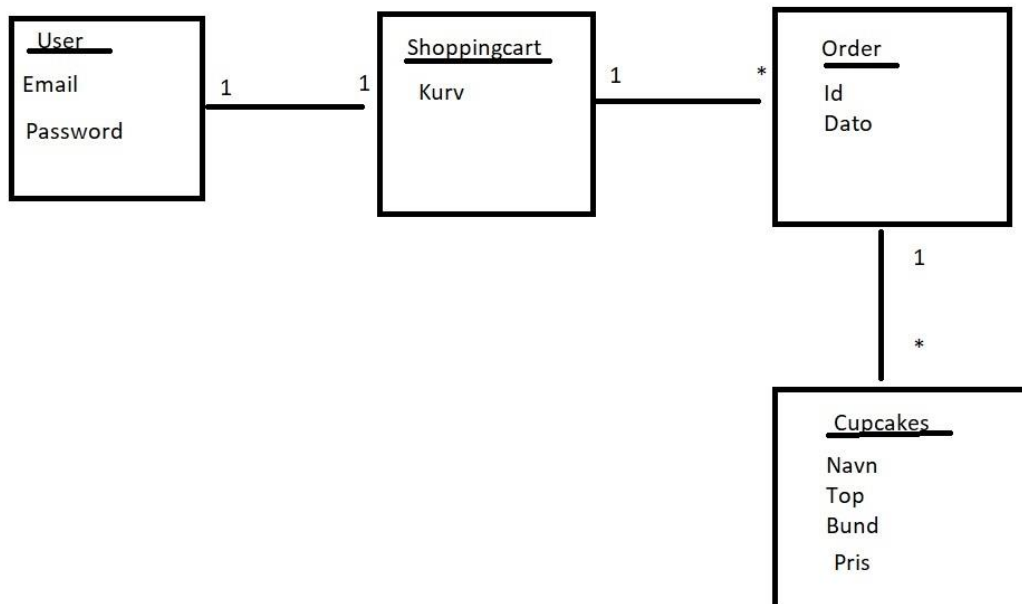 User
Email
Password
1
1
Shoppingcart
Kurv
1
*
Order
Id
Dato
1
*
Cupcakes
Navn
Top
Bund
Pris